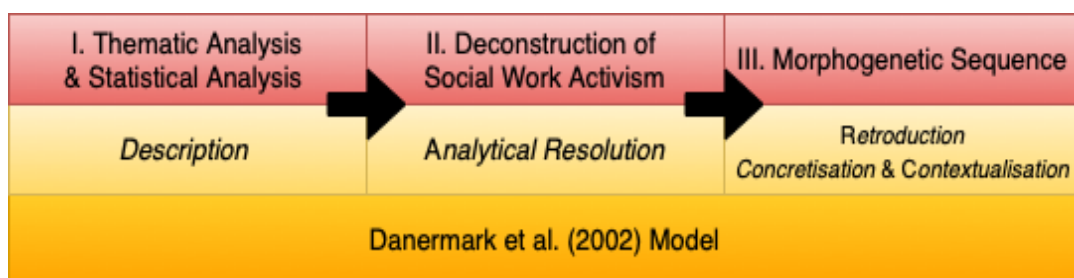 I. Thematic Analysis
& Statistical Analysis
II. Deconstruction of
Social Work Activism
III. Morphogenetic Sequence
Description
Analytical Resolution
Retroduction
Concretisation & Contextualisation
Danermark et al. (2002) Model